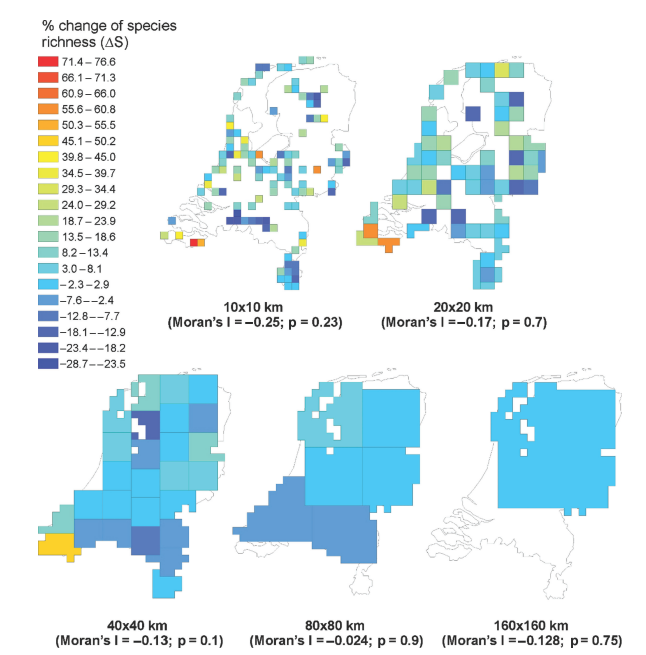 % change of species
richness (ΔS)
71.4 – 76.6
66.1 – 71.3
60.9 – 66.0
55.6 – 60.8
50.3 – 55.5
45.1 – 50.2
39.8 – 45.0
34.5 – 39.7
29.3 – 34.4
24.0 – 29.2
18.7 – 23.9
13.5 – 18.6
8.2 – 13.4
3.0 – 8.1
–2.3 – 2.9
–7.6 – –2.4
–12.8 – –7.7
–18.1 – –12.9
–23.4 – –18.2
–28.7 – –23.5
10x10 km
(Moran's I = –0.25; p = 0.23)
20x20 km
(Moran's I = –0.17; p = 0.7)
40x40 km
(Moran's I = –0.13; p = 0.1)
80x80 km
(Moran's I = –0.024; p = 0.9)
160x160 km
(Moran's I = –0.128; p = 0.75)